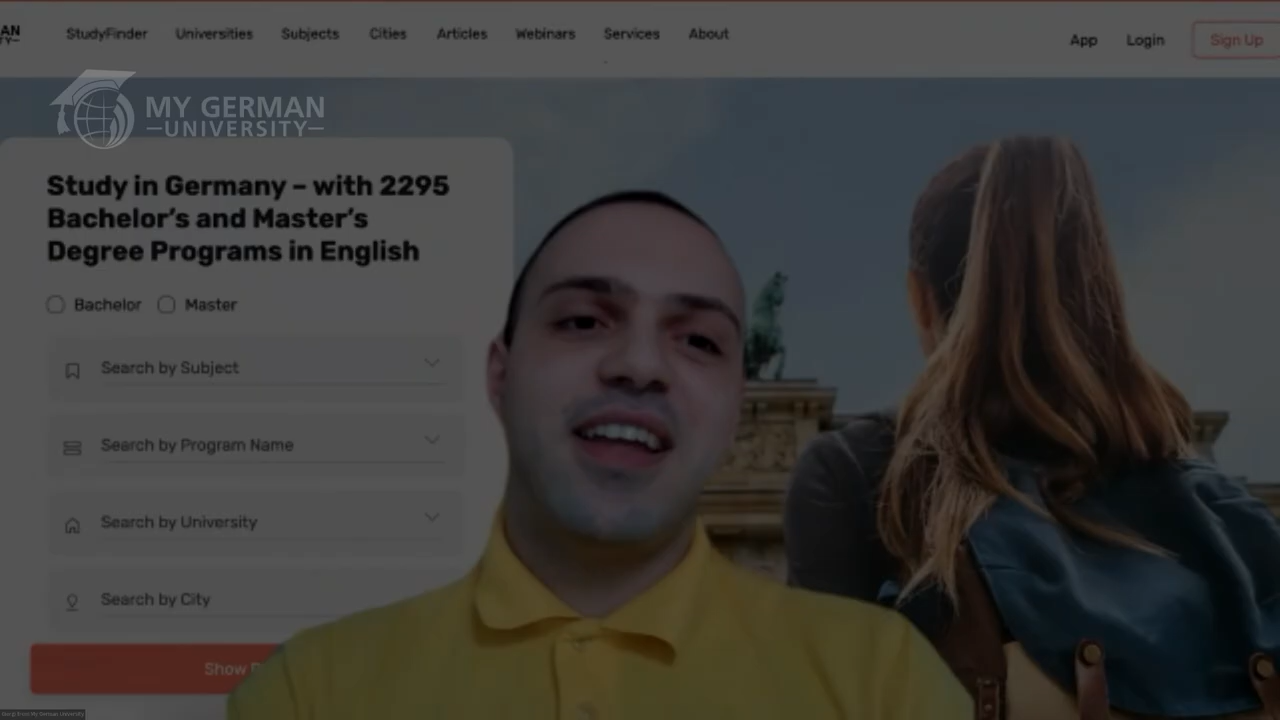 AN
TY–
StudyFinder Universities Subjects Cities Articles Webinars Services About
App Login Sign Up
MY GERMAN
–UNIVERSITY–
Study in Germany – with 2295
Bachelor's and Master's
Degree Programs in English
Bachelor Master
Search by Subject
Search by Program Name
Search by University
Search by City
Show